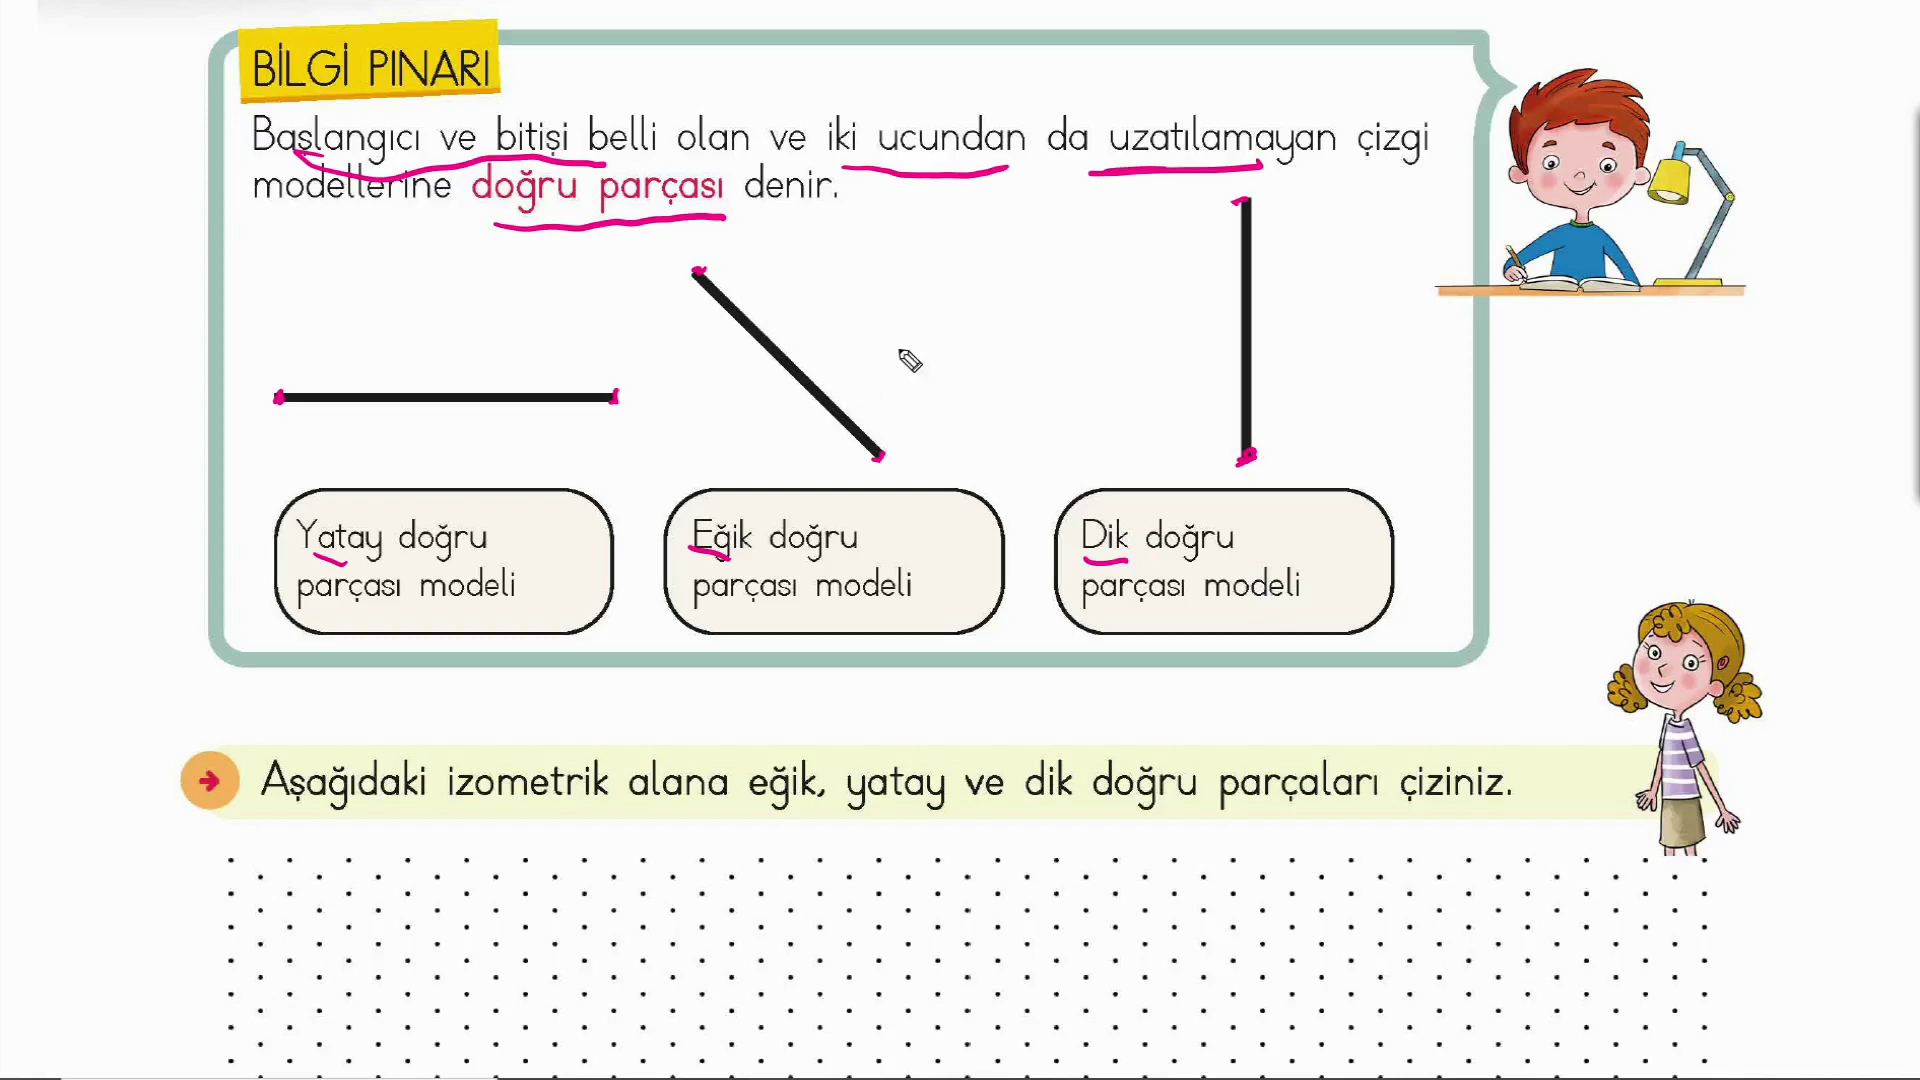 BİLGİ PINARI
Başlangıcı ve bitişi belli olan ve iki ucundan da uzatılamayan çizgi
modellerine doğru parçası denir.
Yatay doğru
parçası modeli
Eğik doğru
parçası modeli
Dik doğru
parçası modeli
Aşağıdaki izometrik alana eğik, yatay ve dik doğru parçaları çiziniz.